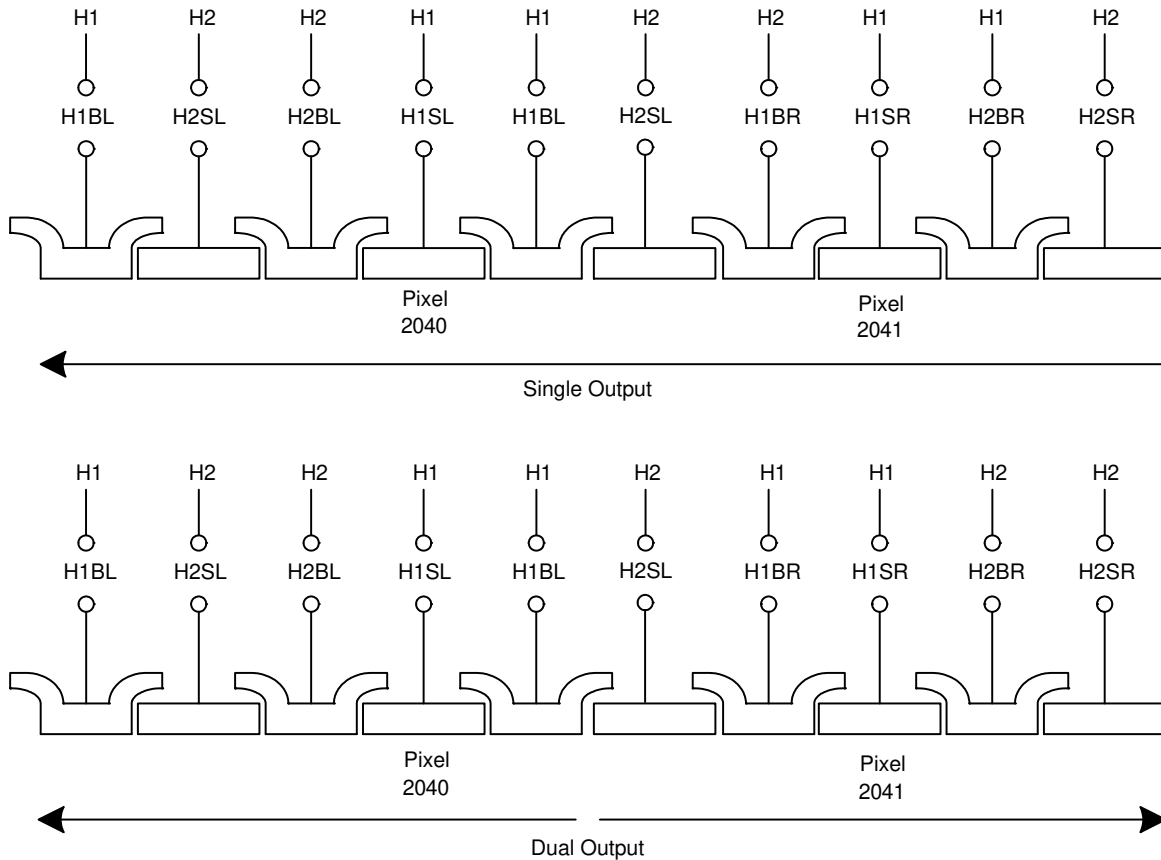 H1 H2 H2 H1 H1 H2 H2 H1 H1 H2
H1BL H2SL H2BL H1SL H1BL H2SL H1BR H1SR H2BR H2SR
Pixel Pixel
2040 2041
Single Output
H1 H2 H2 H1 H1 H2 H1 H1 H2 H2
H1BL H2SL H2BL H1SL H1BL H2SL H1BR H1SR H2BR H2SR
Pixel Pixel
2040 2041
Dual Output